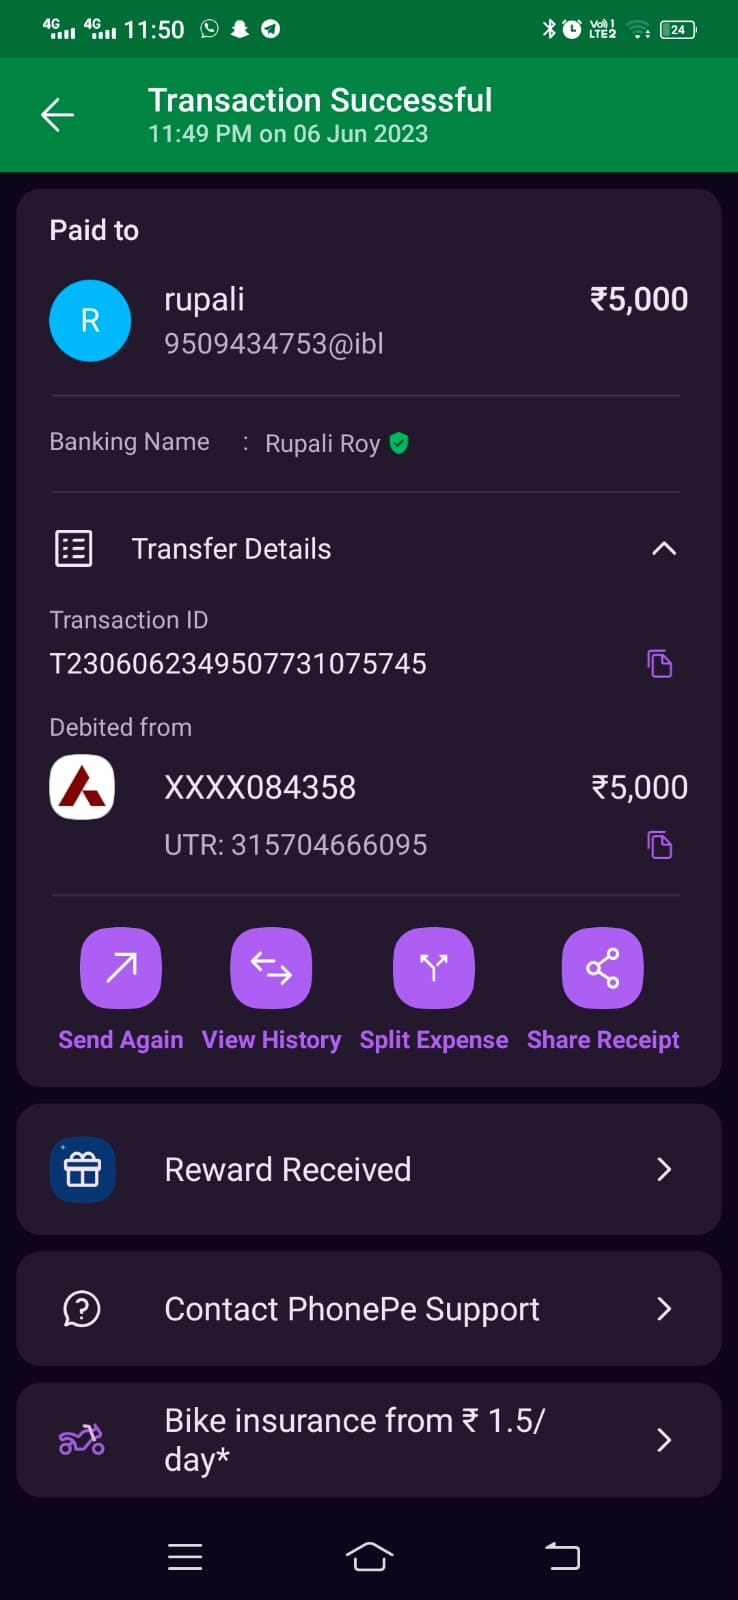 4G 4G 11:50 Vo)) 1 LTE2 24
Transaction Successful
11:49 PM on 06 Jun 2023
Paid to
R rupali ₹5,000
9509434753@ibl
Banking Name : Rupali Roy
Transfer Details
Transaction ID
T2306062349507731075745
Debited from
XXXX084358 ₹5,000
UTR: 315704666095
Send Again View History Split Expense Share Receipt
Reward Received
Contact PhonePe Support
Bike insurance from ₹ 1.5/
day*